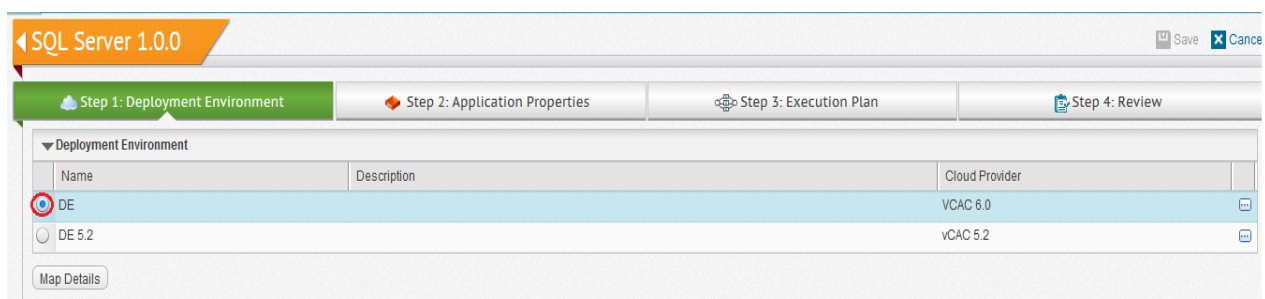 SQL Server 1.0.0
Save Cance
Step 1: Deployment Environment Step 2: Application Properties Step 3: Execution Plan Step 4: Review
Deployment Environment
Name Description Cloud Provider
DE VCAC 6.0
DE 5.2 vCAC 5.2
Map Details